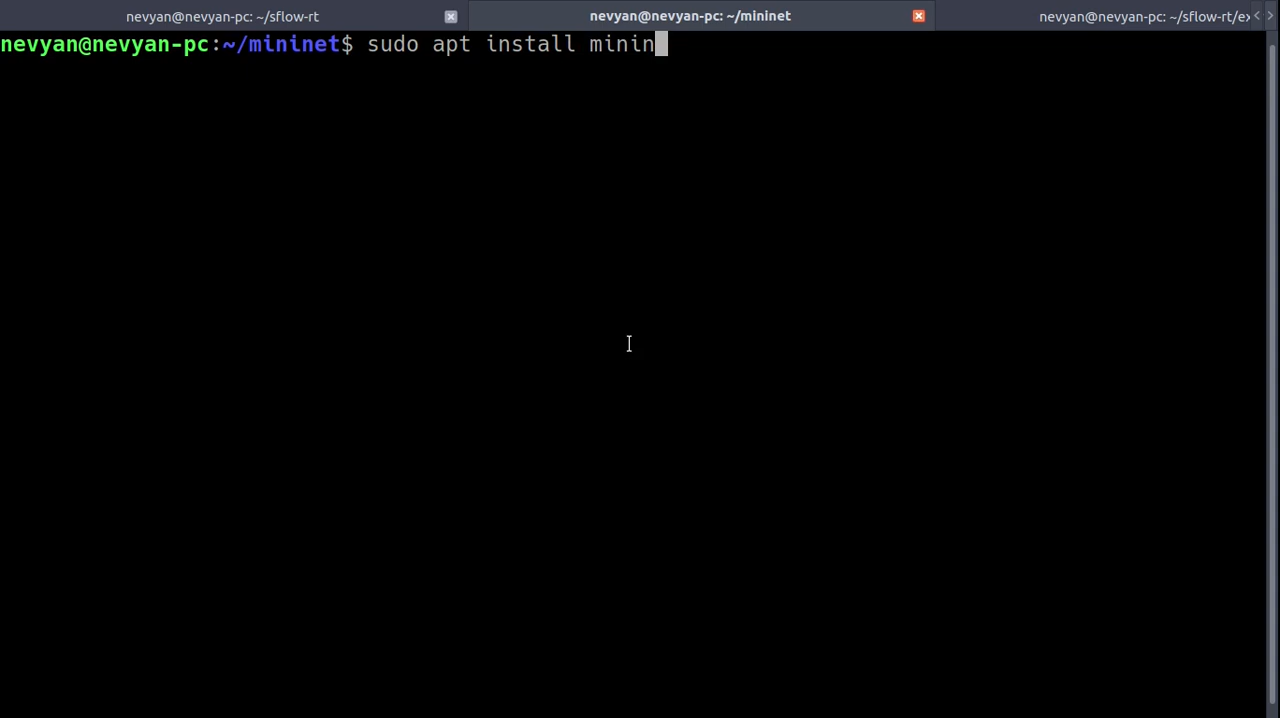 nevyan@nevyan-pc: ~/sflow-rt
nevyan@nevyan-pc: ~/mininet
nevyan@nevyan-pc: ~/sflow-rt/ex
nevyan@nevyan-pc:~/mininet$ sudo apt install minin